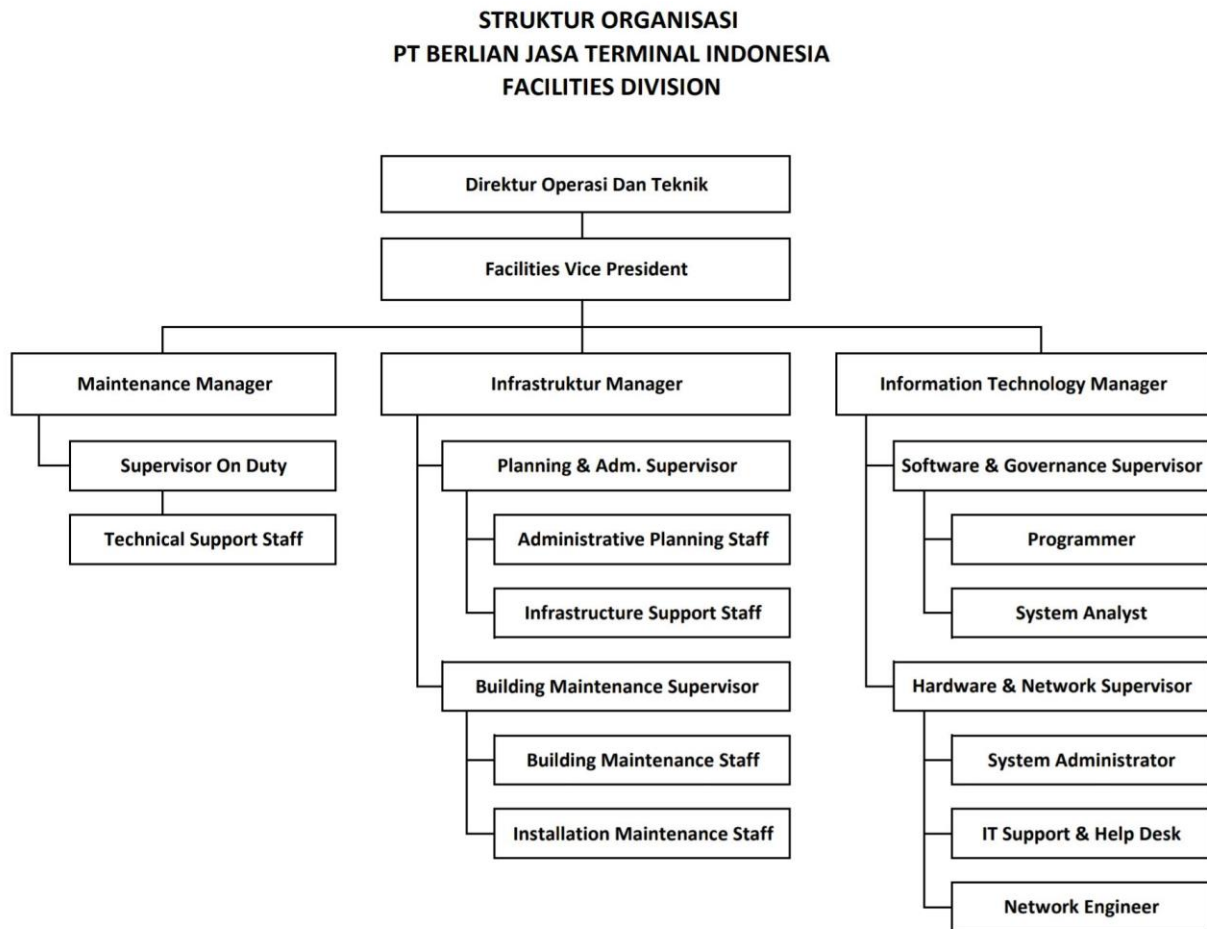 STRUKTUR ORGANISASI
PT BERLIAN JASA TERMINAL INDONESIA
FACILITIES DIVISION
Direktur Operasi Dan Teknik
Facilities Vice President
Maintenance Manager
Supervisor On Duty
Technical Support Staff
Infrastruktur Manager
Planning & Adm. Supervisor
Administrative Planning Staff
Infrastructure Support Staff
Building Maintenance Supervisor
Building Maintenance Staff
Installation Maintenance Staff
Information Technology Manager
Software & Governance Supervisor
Programmer
System Analyst
Hardware & Network Supervisor
System Administrator
IT Support & Help Desk
Network Engineer